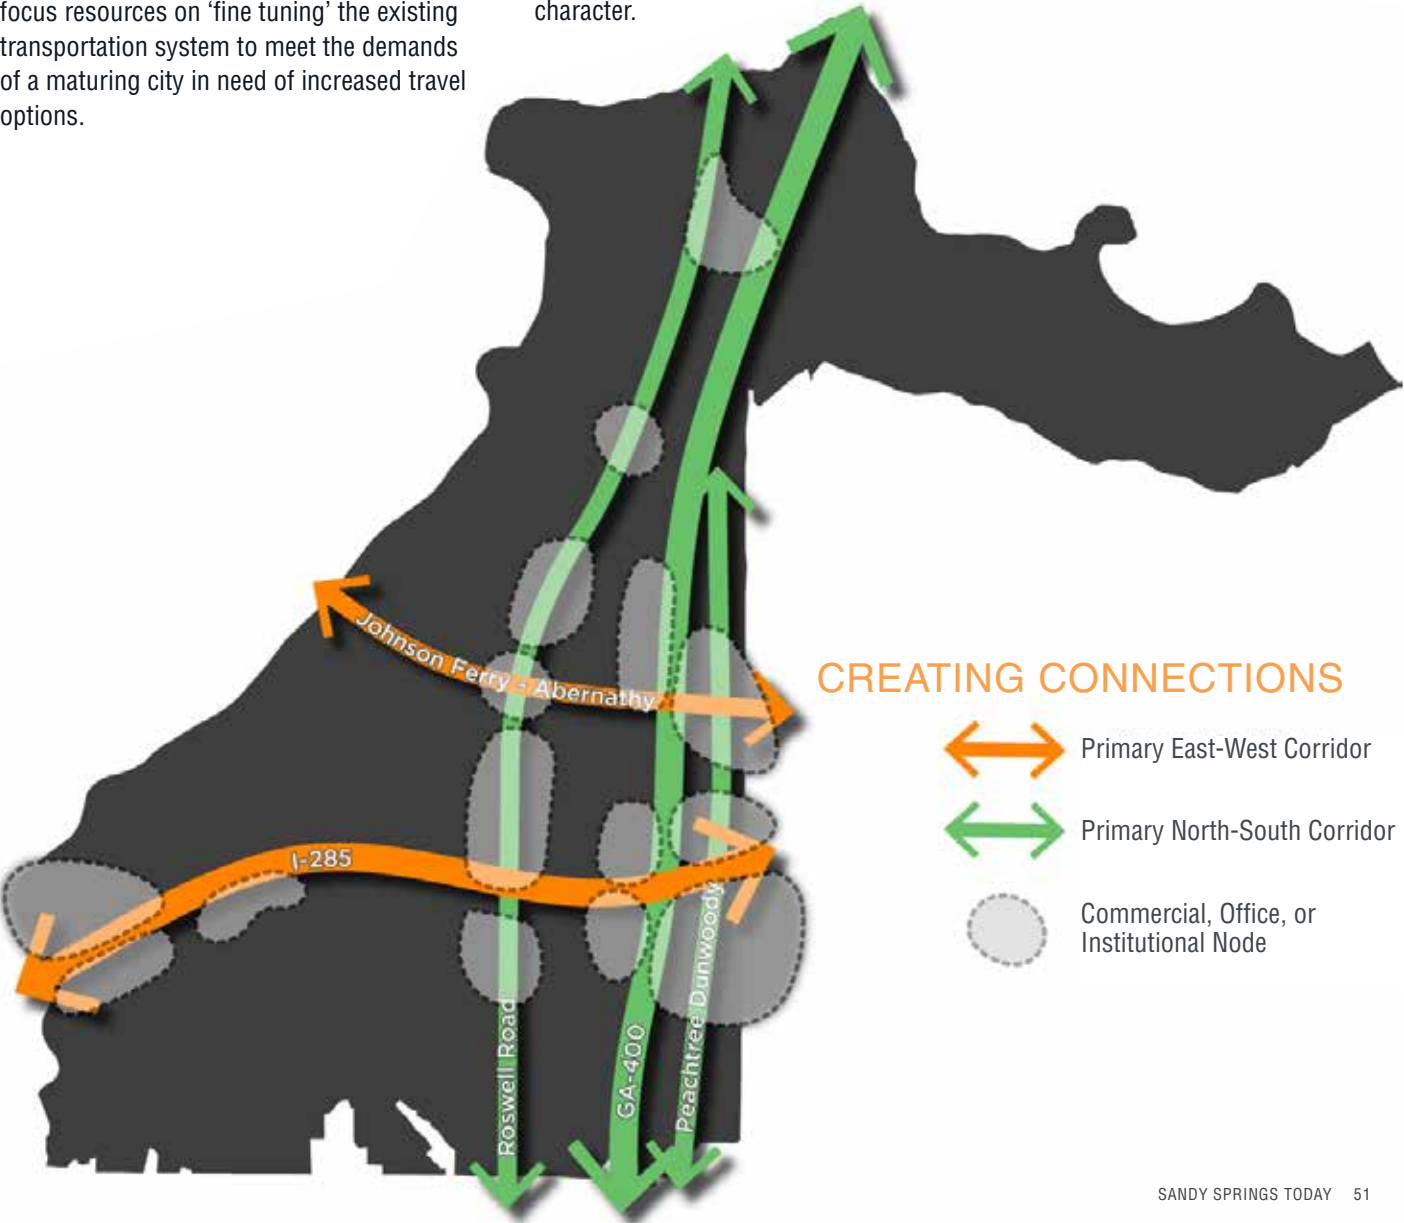 focus resources on ‘fine tuning’ the existing
transportation system to meet the demands
of a maturing city in need of increased travel
options.
character.
Johnson Ferry - Abernathy
I-285
Roswell Road
GA-400
Peachtree Dunwoody
CREATING CONNECTIONS
Primary East-West Corridor
Primary North-South Corridor
Commercial, Office, or
Institutional Node
SANDY SPRINGS TODAY 51